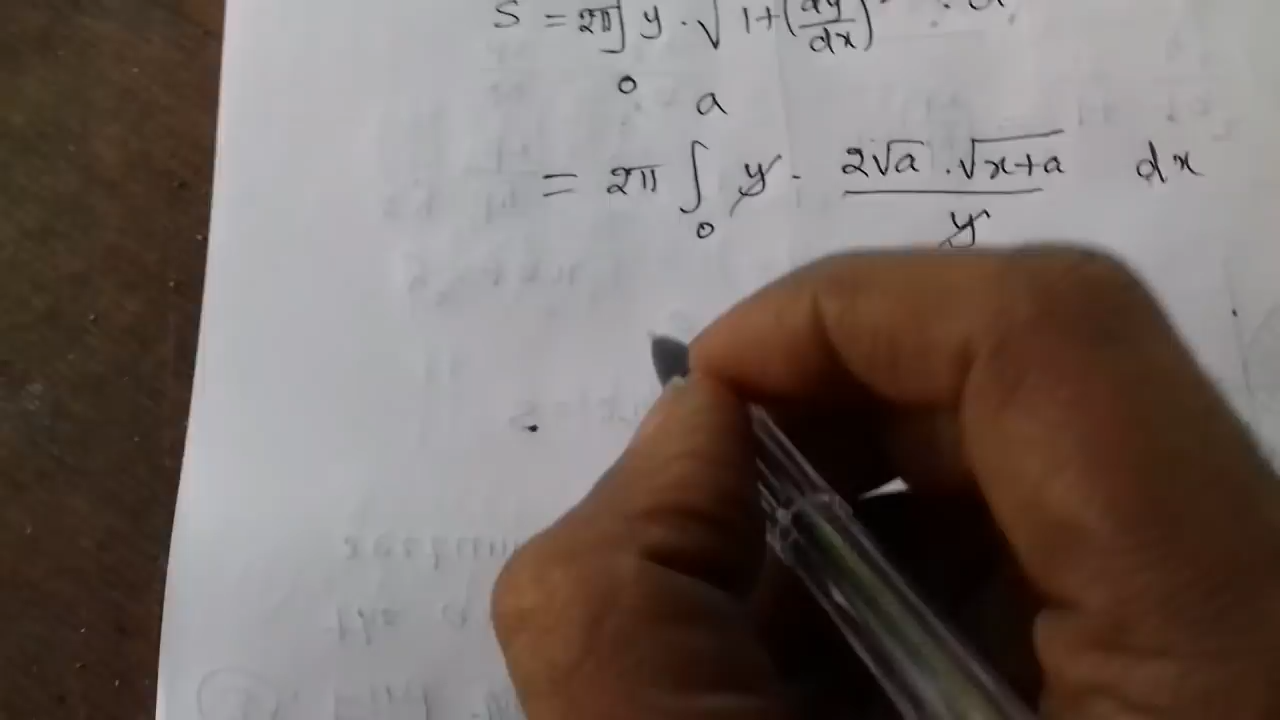 S = 2π∫ y · √1+(dy/dx)
0
a
= 2π ∫ y · 2√a · √x+a / y dx
0